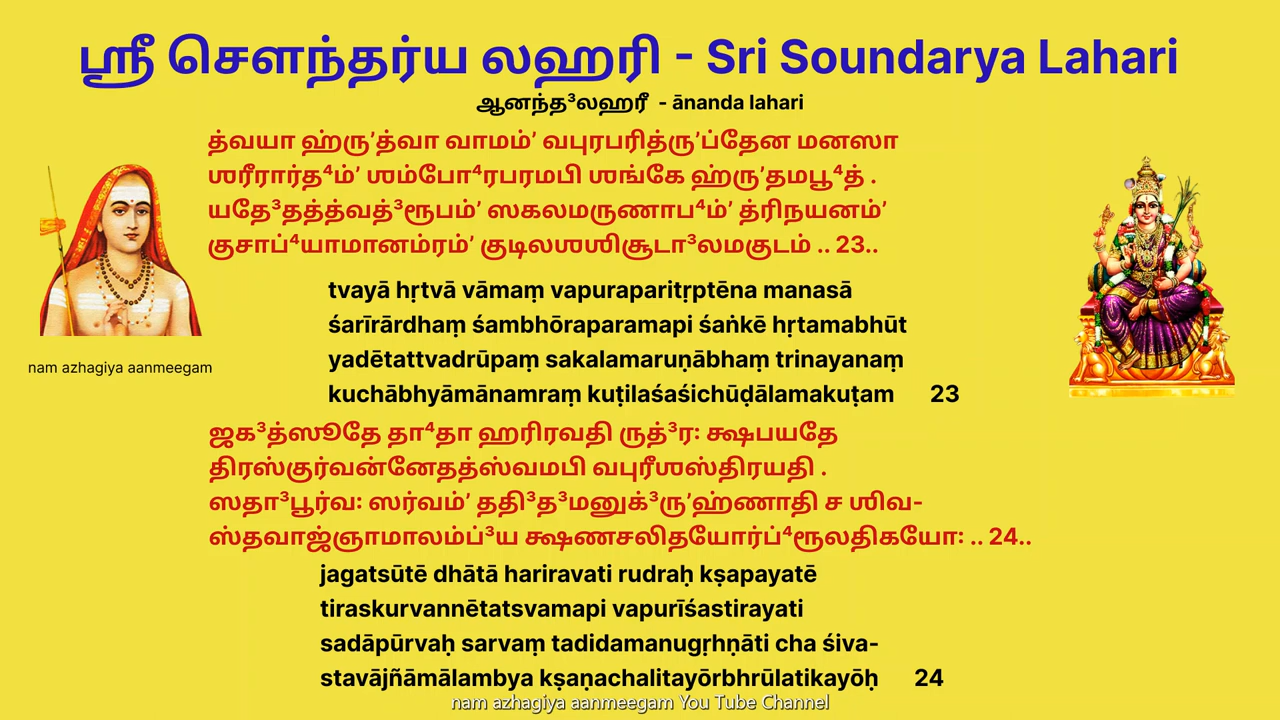 ஸ்ரீ சௌந்தர்ய லஹரி - Sri Soundarya Lahari
ஆனந்த³லஹரீ - ānanda lahari
த்வயா ஹ்ரு’த்வா வாமம்’ வபுரபரித்ரு’ப்தேன மனஸா
ஶரீரார்த⁴ம்’ ஶம்போ⁴ரபரமபி ஶங்கே ஹ்ரு’தமபூ⁴த் .
யதே³தத்த்வத்³ரூபம்’ ஸகலமருணாப⁴ம்’ த்ரிநயனம்’
குசாப்⁴யாமானம்ரம்’ குடிலஶஶிசூடா³லமகுடம் .. 23..
tvayā hṛtvā vāmaṃ vapuraparitṛptēna manasā
śarīrārdhaṃ śambhōraparamapi śaṅkē hṛtamabhūt
yadētattvadrūpaṃ sakalamaruṇābhaṃ trinayanaṃ
kuchābhyāmānamraṃ kuṭilaśaśichūḍālamakuṭam 23
nam azhagiya aanmeegam
ஜக³த்ஸூதே தா⁴தா ஹரிரவதி ருத்³ர: க்ஷபயதே
திரஸ்குர்வன்னேதத்ஸ்வமபி வபுரீஶஸ்திரயதி .
ஸதா³பூர்வ: ஸர்வம்’ ததி³த³மனுக்³ரு’ஹ்ணாதி ச ஶிவ-
ஸ்தவாஜ்ஞாமாலம்ப்³ய க்ஷணசலிதயோர்ப்⁴ரூலதிகயோ: .. 24..
jagatsūtē dhātā hariravati rudraḥ kṣapayatē
tiraskurvannētatsvamapi vapurīśastirayati
sadāpūrvaḥ sarvaṃ tadidamanugṛhṇāti cha śiva-
stavājñāmālambya kṣaṇachalitayōrbhrūlatikayōḥ 24
nam azhagiya aanmeegam You Tube Channel